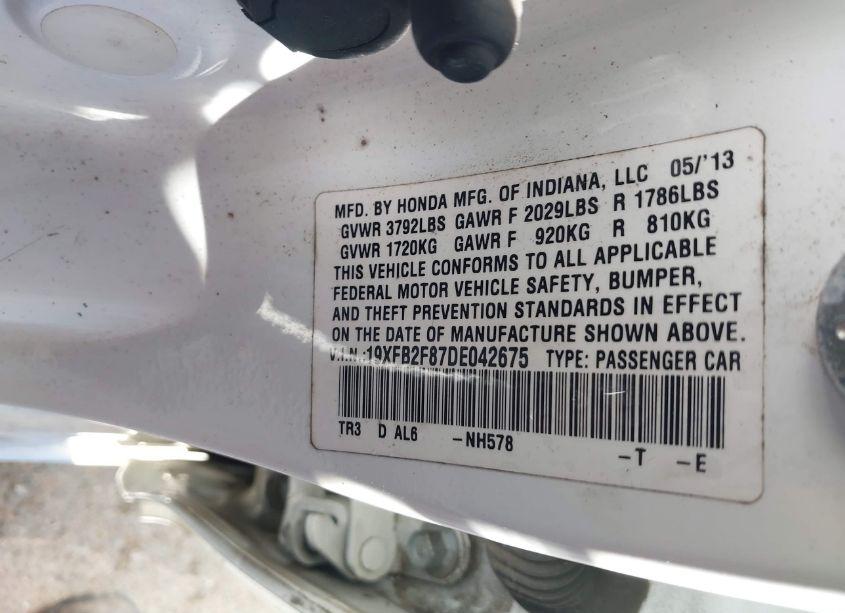 MFD. BY HONDA MFG. OF INDIANA, LLC 05/'13
GVWR 3792LBS GAWR F 2029LBS R 1786LBS
GVWR 1720KG GAWR F 920KG R 810KG
THIS VEHICLE CONFORMS TO ALL APPLICABLE
FEDERAL MOTOR VEHICLE SAFETY, BUMPER,
AND THEFT PREVENTION STANDARDS IN EFFECT
ON THE DATE OF MANUFACTURE SHOWN ABOVE.
V.I.N.:19XFB2F87DE042675 TYPE: PASSENGER CAR
TR3 D AL6 -NH578
-T -E